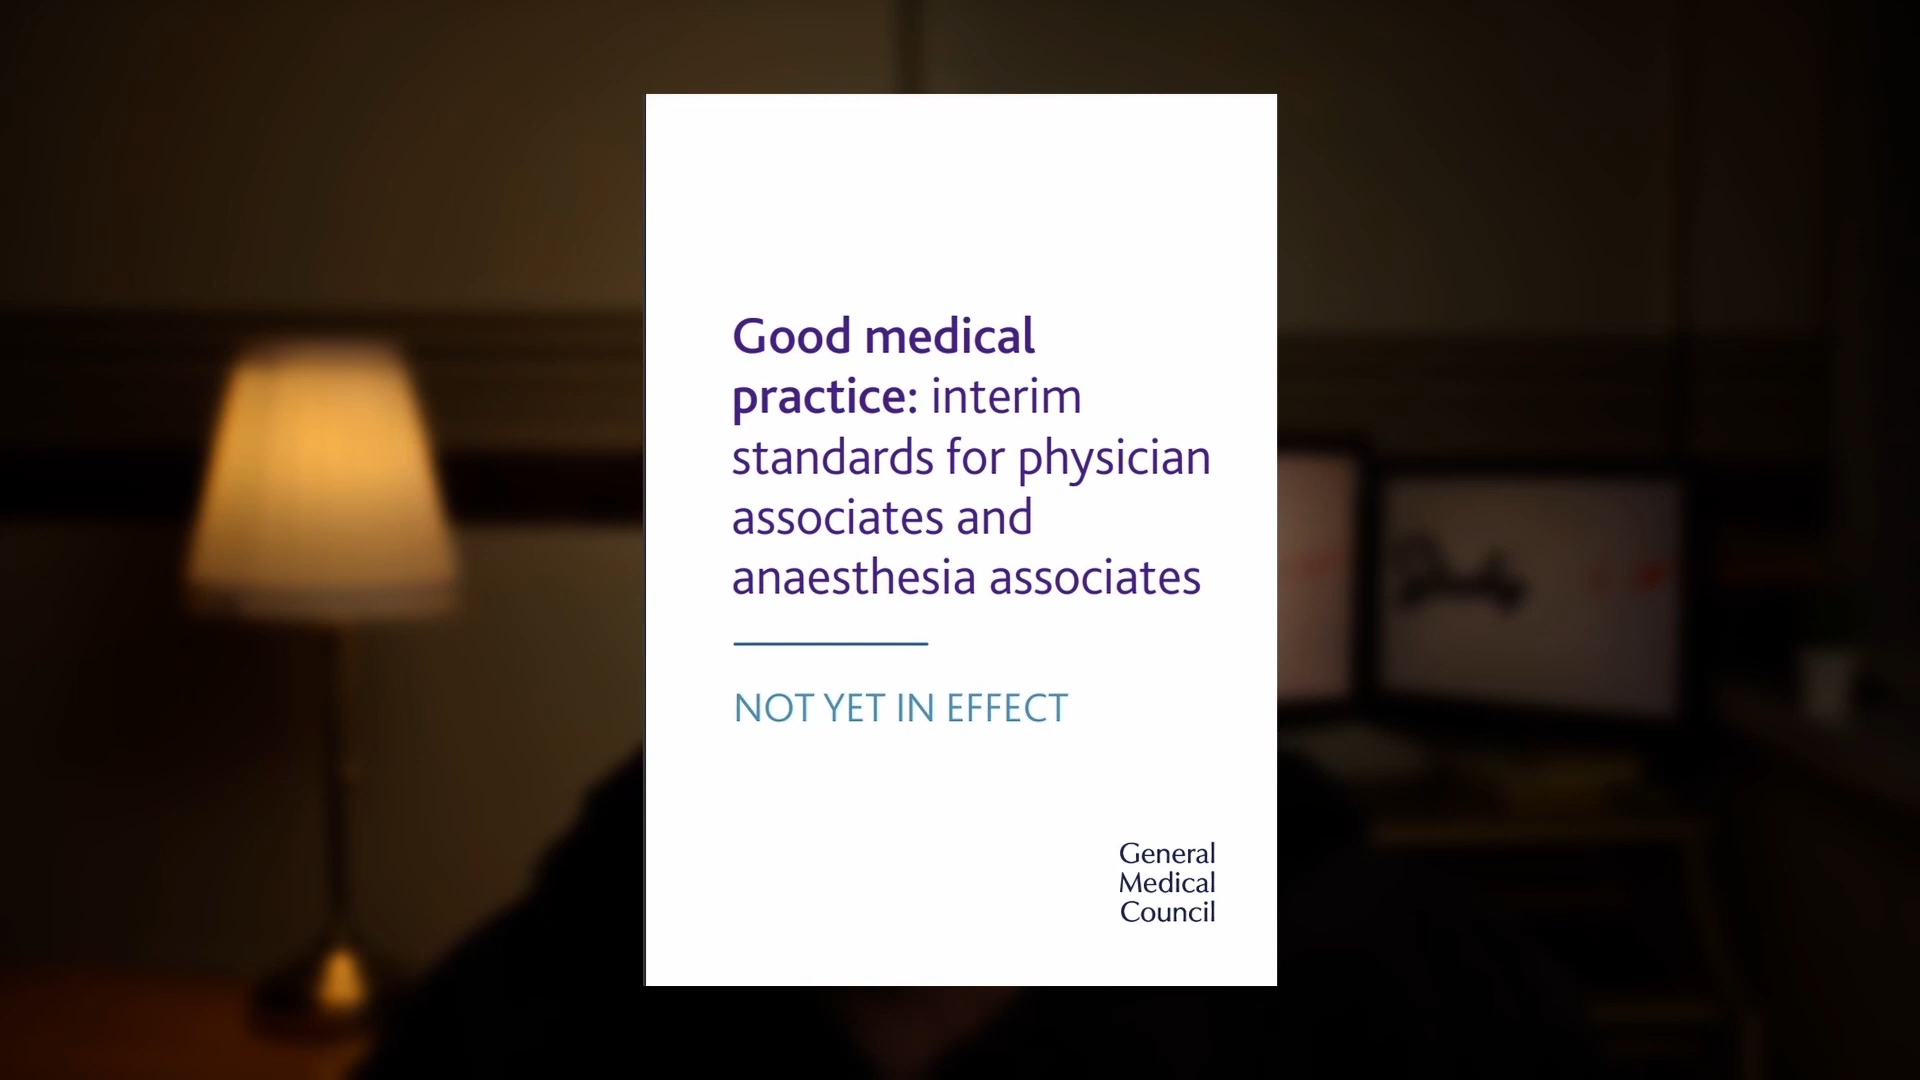 Good medical
practice: interim
standards for physician
associates and
anaesthesia associates
NOT YET IN EFFECT
General
Medical
Council